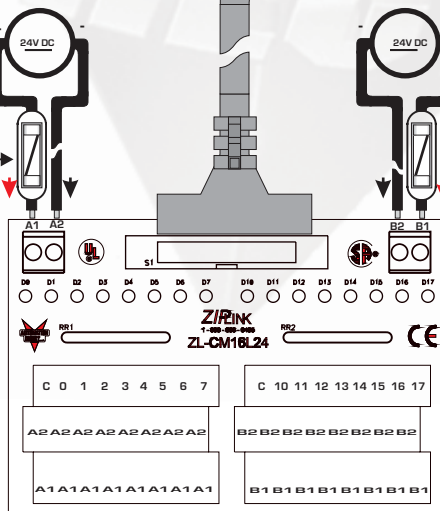 24V DC 24V DC
A1 A2 B2 B1
UL
S1
D0 D1 D2 D3 D4 D5 D6 D7 D10 D11 D12 D13 D14 D15 D16 D17
ZIPLINK
RR1 RR2
ZL-CM16L24
CE
C 0 1 2 3 4 5 6 7 C 10 11 12 13 14 15 16 17
A2 A2 A2 A2 A2 A2 A2 A2 B2 B2 B2 B2 B2 B2 B2 B2
A1 A1 A1 A1 A1 A1 A1 A1 B1 B1 B1 B1 B1 B1 B1 B1